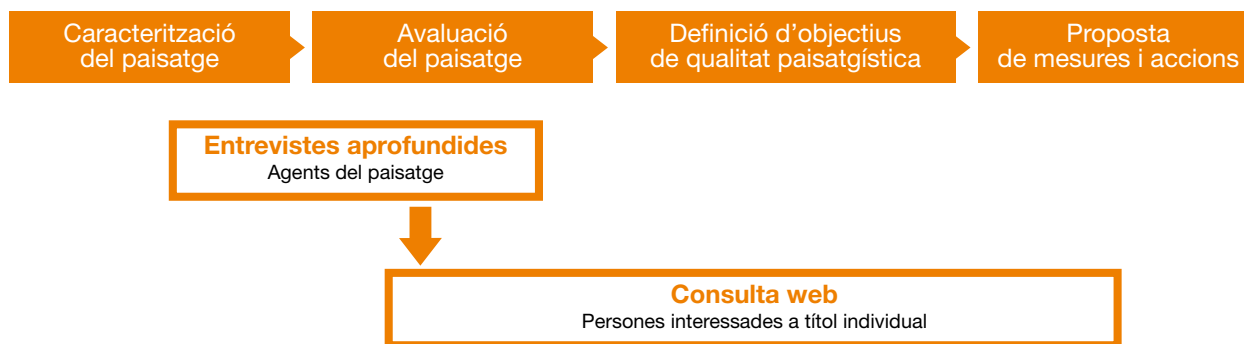 Caracterització
del paisatge
Avaluació
del paisatge
Definició d’objectius
de qualitat paisatgística
Proposta
de mesures i accions
Entrevistes aprofundides
Agents del paisatge
Consulta web
Persones interessades a títol individual